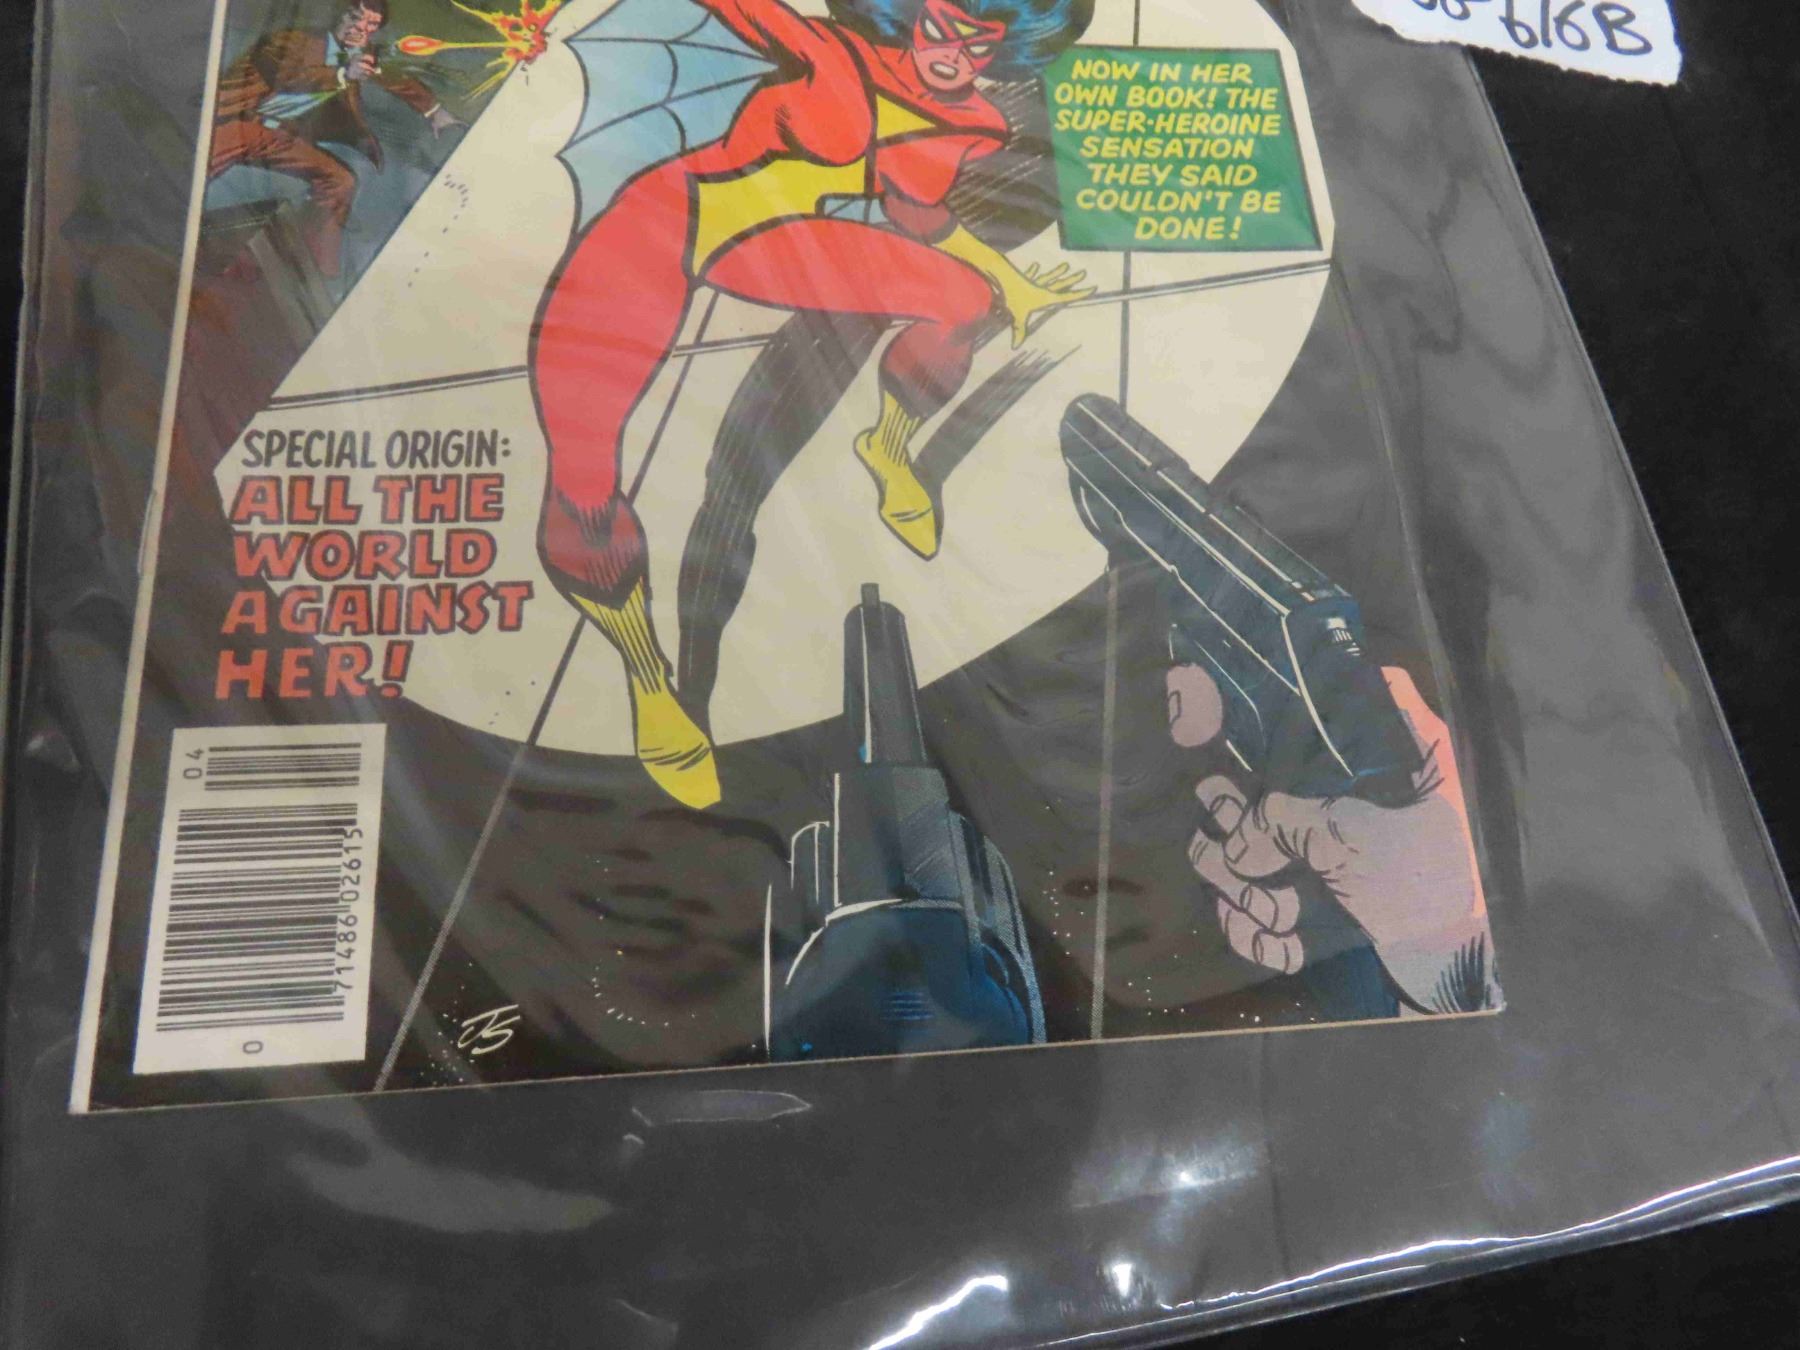 616B
NOW IN HER
OWN BOOK! THE
SUPER-HEROINE
SENSATION
THEY SAID
COULDN'T BE
DONE!
SPECIAL ORIGIN:
ALL THE
WORLD
AGAINST
HER!
04
71486 02615
0
JS